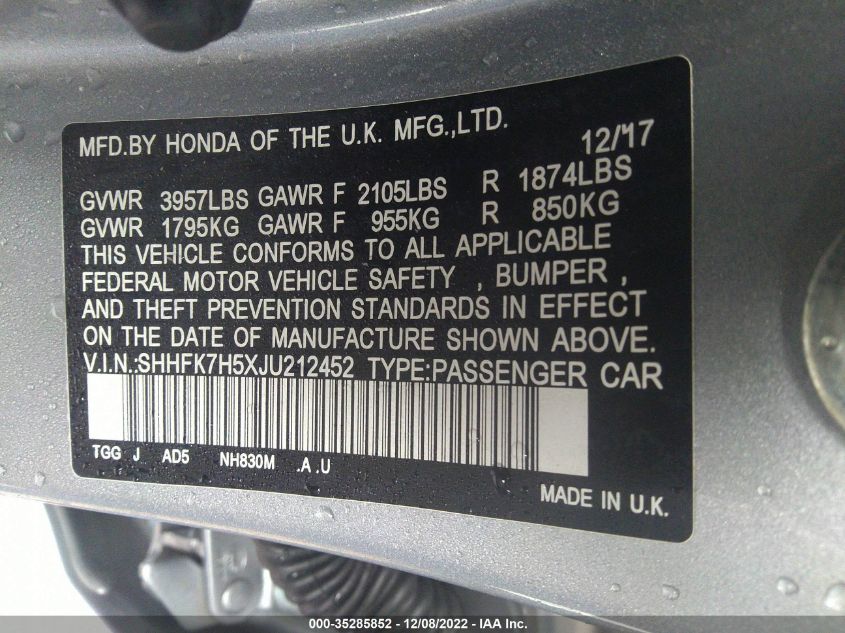 MFD.BY HONDA OF THE U.K. MFG.,LTD. 12/17
GVWR 3957LBS GAWR F 2105LBS R 1874LBS
GVWR 1795KG GAWR F 955KG R 850KG
THIS VEHICLE CONFORMS TO ALL APPLICABLE
FEDERAL MOTOR VEHICLE SAFETY , BUMPER ,
AND THEFT PREVENTION STANDARDS IN EFFECT
ON THE DATE OF MANUFACTURE SHOWN ABOVE.
V.I.N.:SHHFK7H5XJU212452 TYPE:PASSENGER CAR
TGG J AD5 NH830M .A .U
MADE IN U.K.
000-35285852 - 12/08/2022 - IAA Inc.